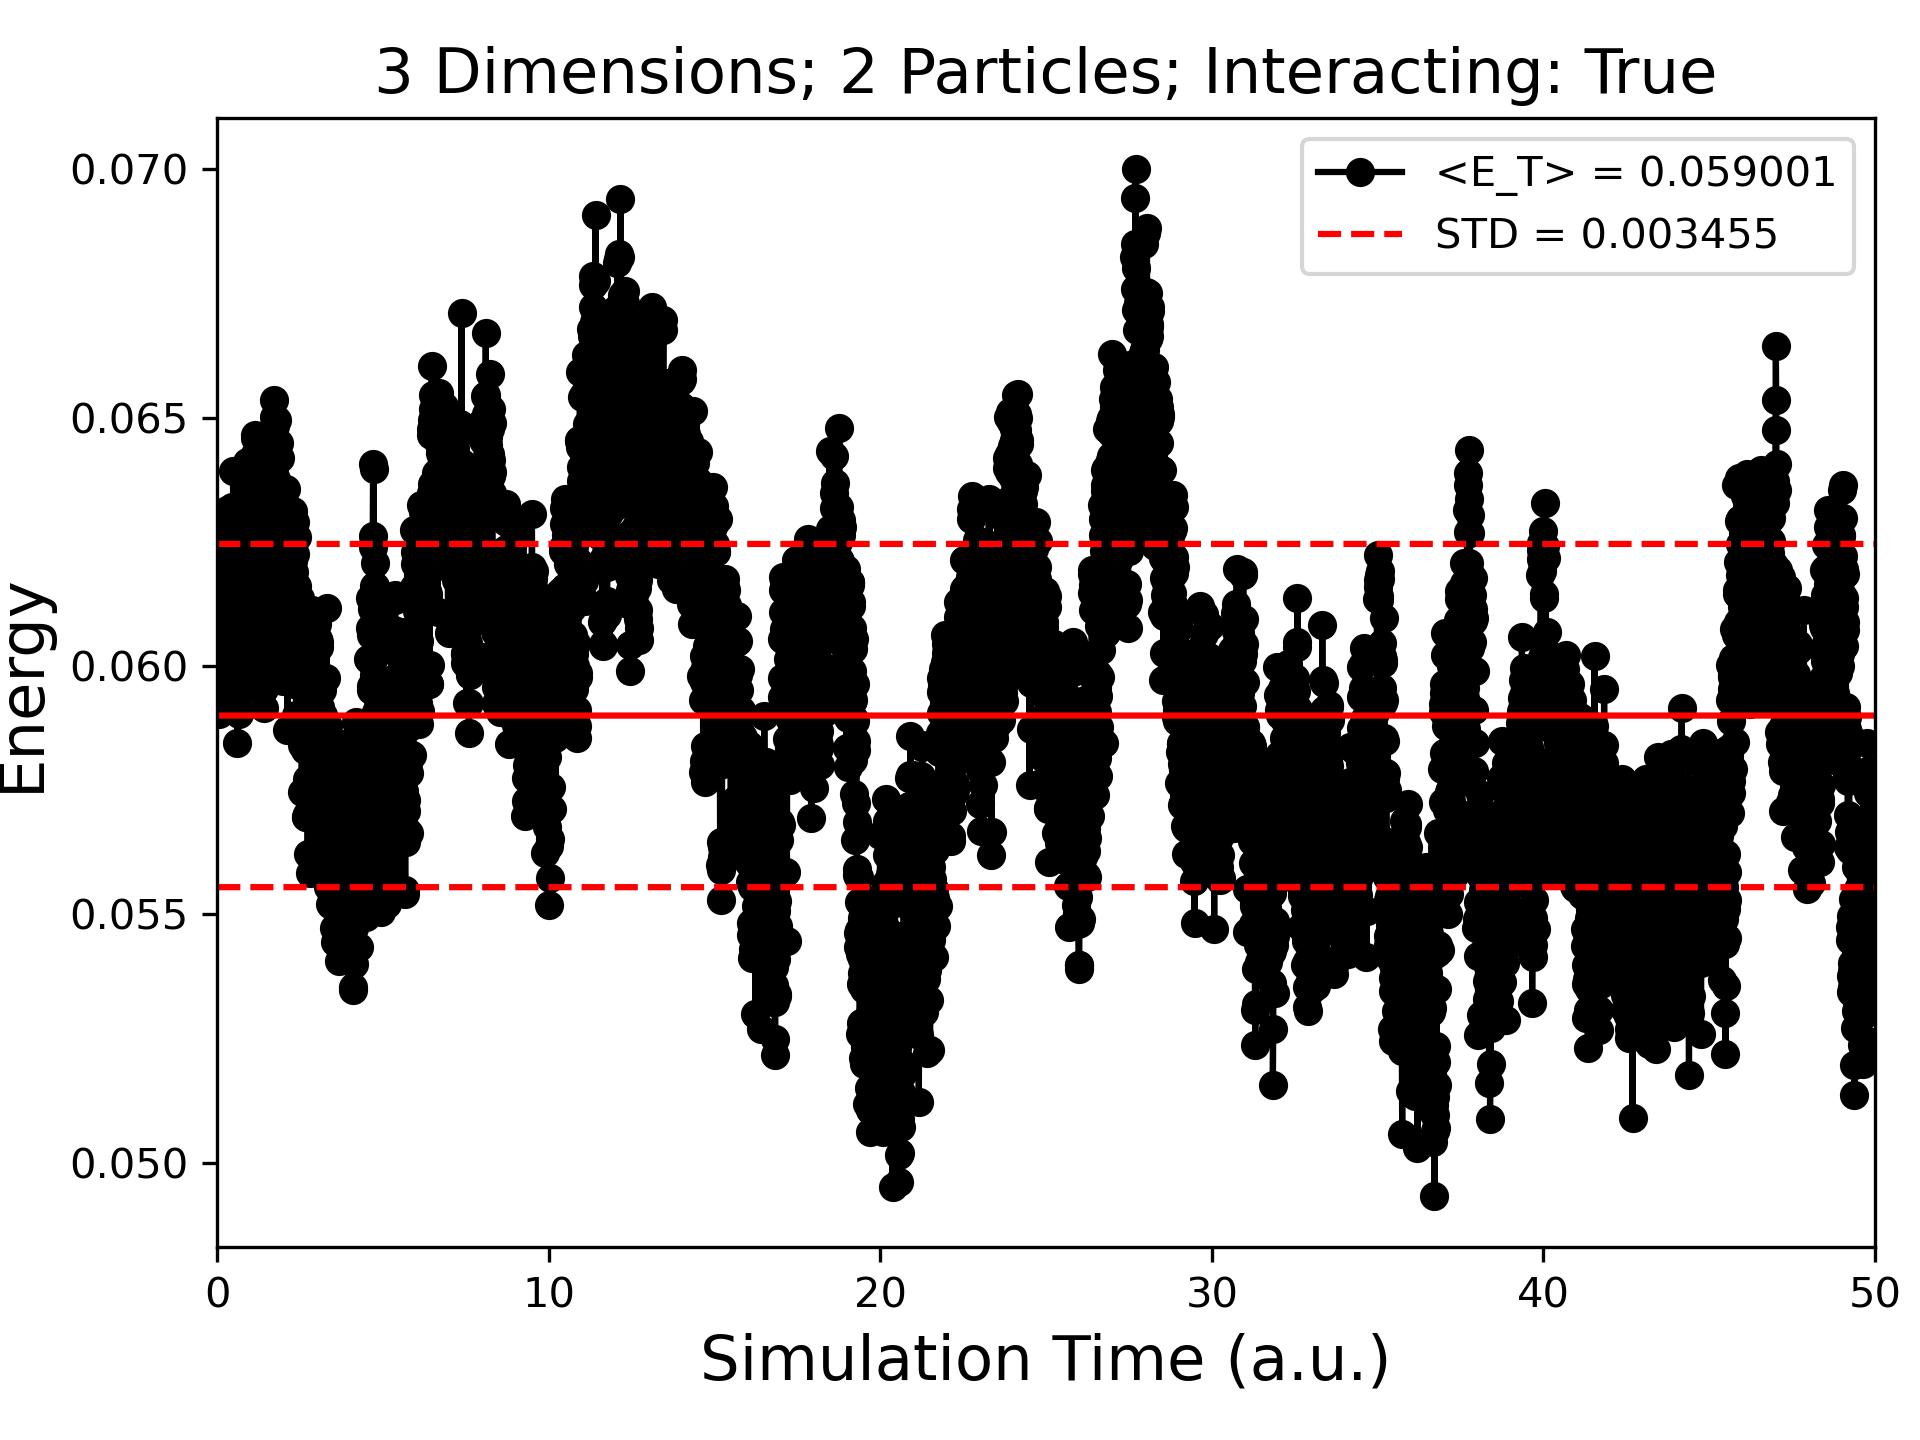 3 Dimensions; 2 Particles; Interacting: True
<E_T> = 0.059001
STD = 0.003455
0.070
0.065
0.060
0.055
0.050
Energy
0 10 20 30 40 50
Simulation Time (a.u.)